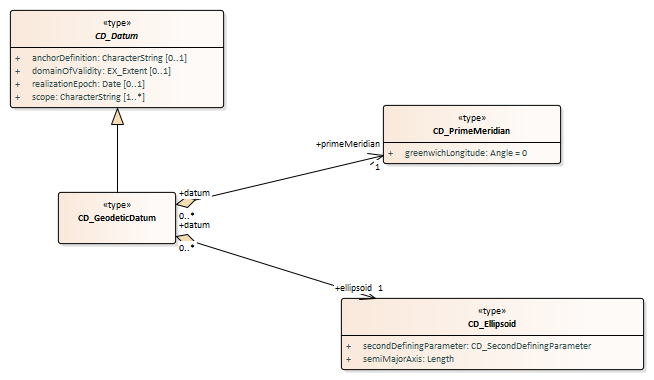 «type»
CD_Datum
+ anchorDefinition: CharacterString [0..1]
+ domainOfValidity: EX_Extent [0..1]
+ realizationEpoch: Date [0..1]
+ scope: CharacterString [1..*]
«type»
CD_PrimeMeridian
+ greenwichLongitude: Angle = 0
+primeMeridian
1
«type»
CD_GeodeticDatum
+datum
0..*
+datum
0..*
+ellipsoid 1
«type»
CD_Ellipsoid
+ secondDefiningParameter: CD_SecondDefiningParameter
+ semiMajorAxis: Length